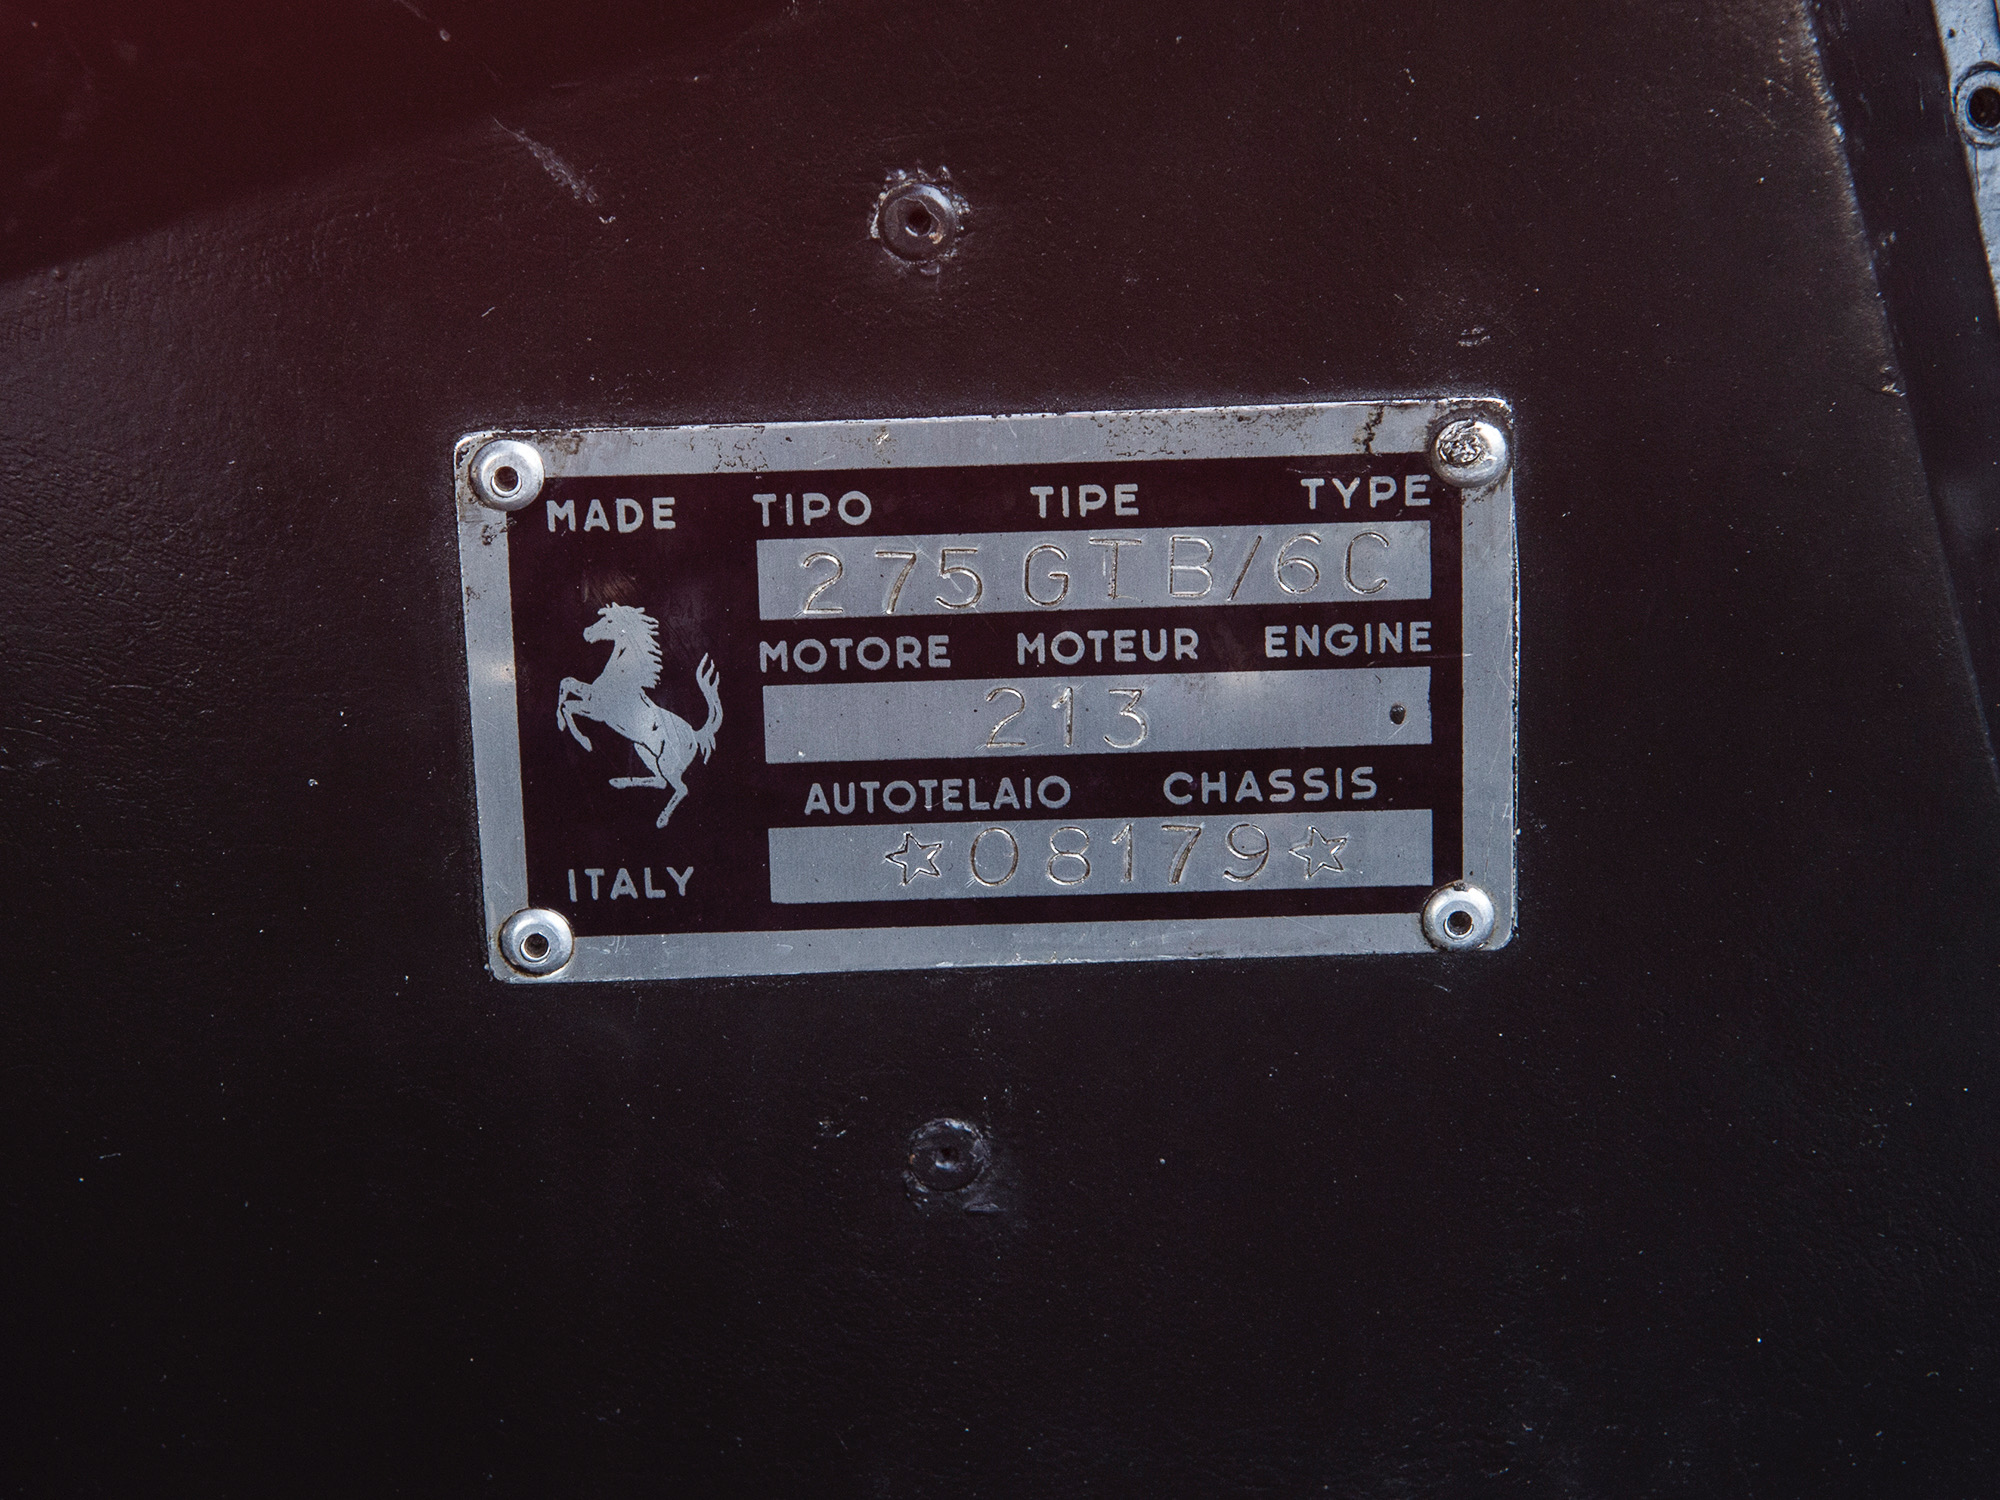 MADE TIPO TIPE TYPE
275 GTB/6C
MOTORE MOTEUR ENGINE
213
AUTOTELAIO CHASSIS
☆08179☆
ITALY